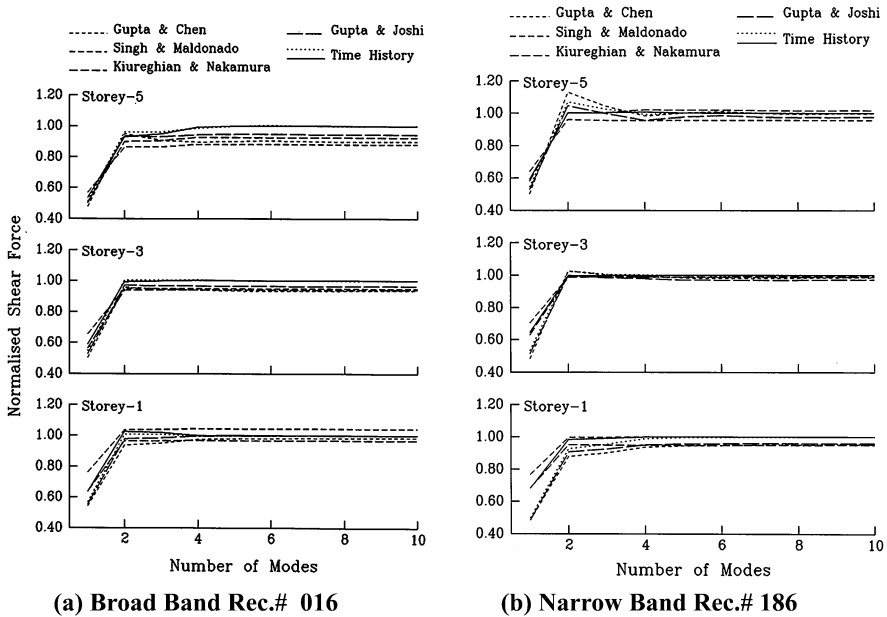 Gupta & Chen
Singh & Maldonado
Kiureghian & Nakamura
Gupta & Joshi
Time History
Normalised Shear Force
Storey-5
1.20
1.00
0.80
0.60
0.40
Storey-3
1.20
1.00
0.80
0.60
0.40
Storey-1
1.20
1.00
0.80
0.60
0.40
2 4 6 8 10
Number of Modes
(a) Broad Band Rec.# 016
Gupta & Chen
Singh & Maldonado
Kiureghian & Nakamura
Gupta & Joshi
Time History
Storey-5
1.20
1.00
0.80
0.60
0.40
Storey-3
1.20
1.00
0.80
0.60
0.40
Storey-1
1.20
1.00
0.80
0.60
0.40
2 4 6 8 10
Number of Modes
(b) Narrow Band Rec.# 186